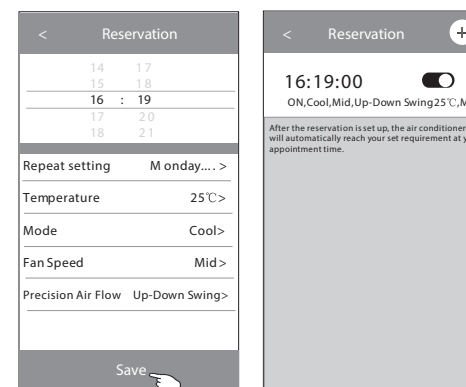 < Reservation
14 17
15 18
16 : 19
17 20
18 21
Repeat setting Monday.... >
Temperature 25℃>
Mode Cool>
Fan Speed Mid>
Precision Air Flow Up-Down Swing>
Save
< Reservation +
16:19:00
ON,Cool,Mid,Up-Down Swing25℃,M
After the reservation is set up, the air conditioner
will automatically reach your set requirement at
appointment time.